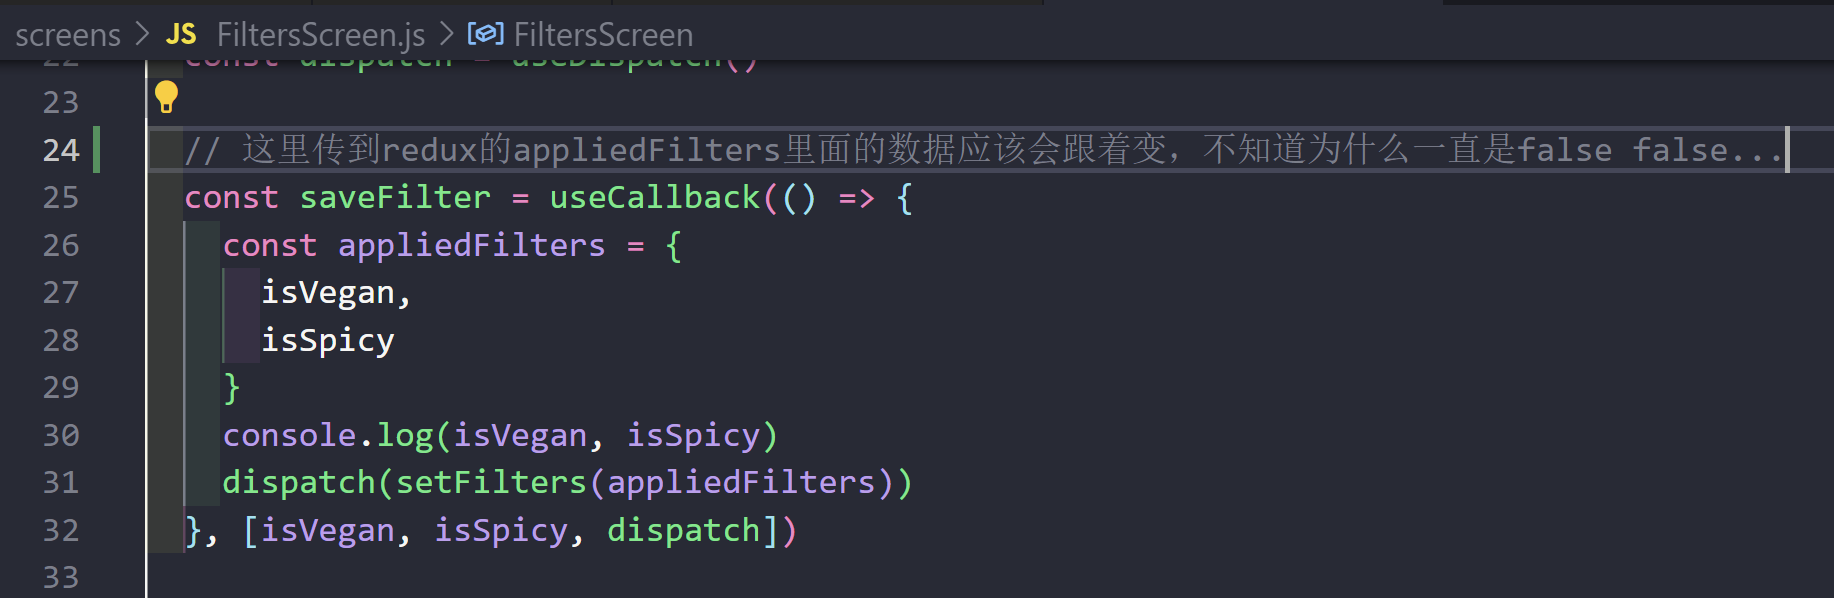 screens > JS FiltersScreen.js > FiltersScreen
22 const dispatch = useDispatch()
23
24 // 这里传到redux的appliedFilters里面的数据应该会跟着变，不知道为什么一直是false false...
25 const saveFilter = useCallback(() => {
26 const appliedFilters = {
27 isVegan,
28 isSpicy
29 }
30 console.log(isVegan, isSpicy)
31 dispatch(setFilters(appliedFilters))
32 }, [isVegan, isSpicy, dispatch])
33